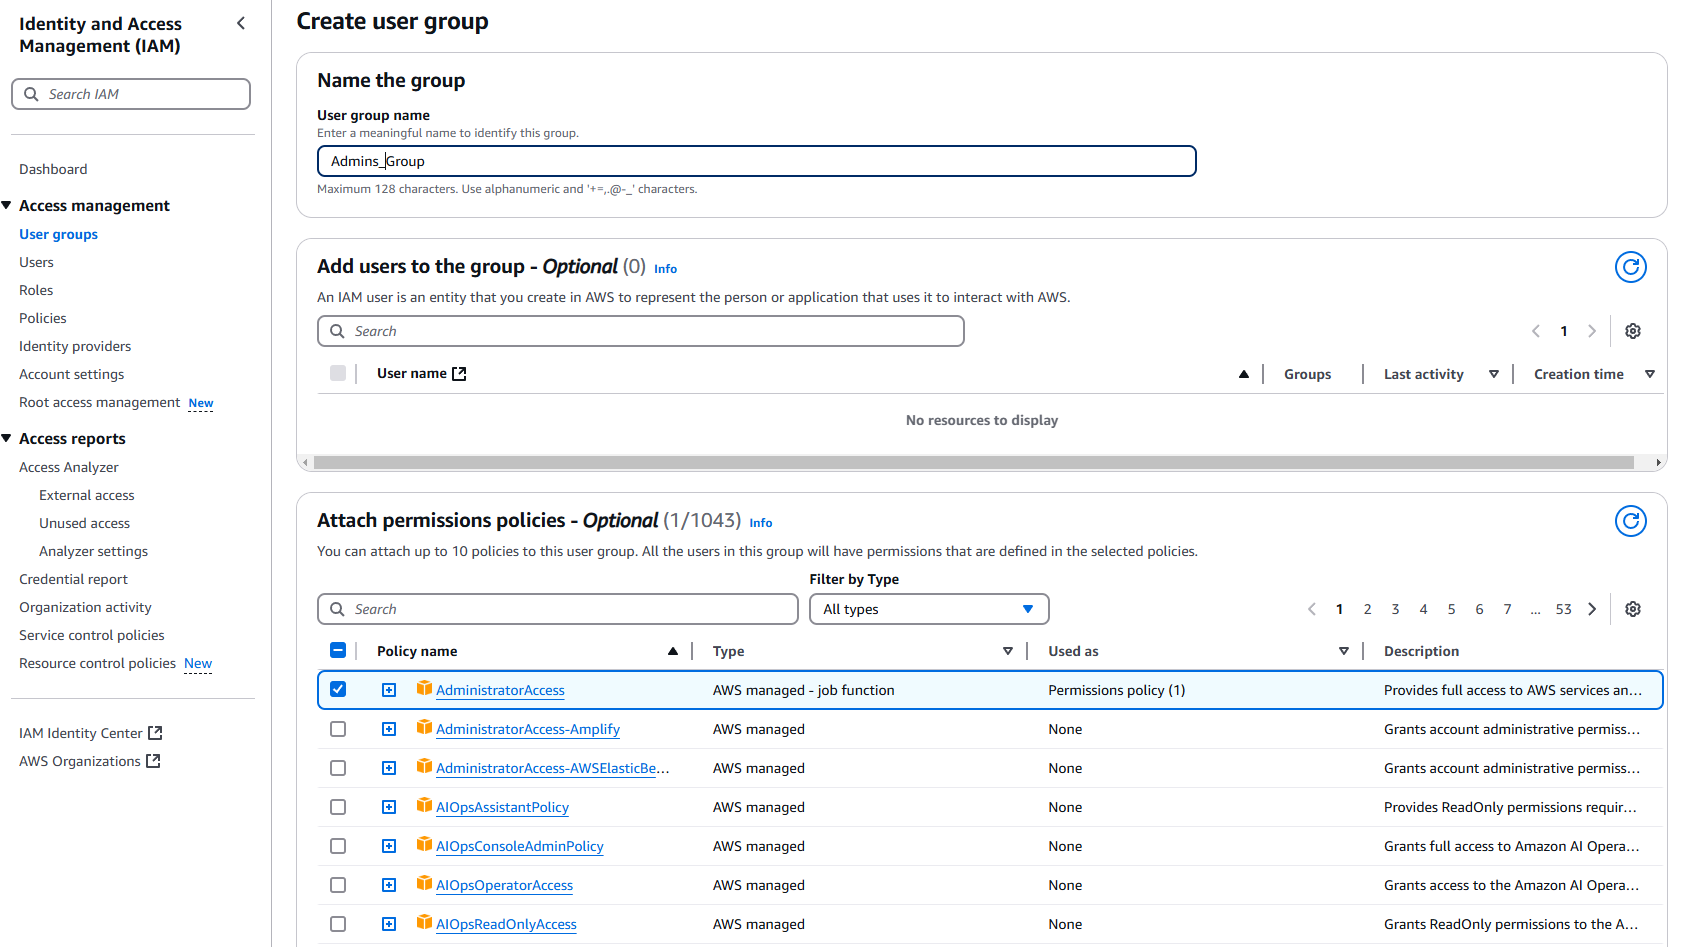 Identity and Access
Management (IAM)
Search IAM
Dashboard
Access management
User groups
Users
Roles
Policies
Identity providers
Account settings
Root access management New
Access reports
Access Analyzer
External access
Unused access
Analyzer settings
Credential report
Organization activity
Service control policies
Resource control policies New
IAM Identity Center
AWS Organizations
Create user group
Name the group
User group name
Enter a meaningful name to identify this group.
Admins_Group
Maximum 128 characters. Use alphanumeric and '+=,.@-_' characters.
Add users to the group - Optional (0) Info
An IAM user is an entity that you create in AWS to represent the person or application that uses it to interact with AWS.
Search
1
User name Groups Last activity Creation time
No resources to display
Attach permissions policies - Optional (1/1043) Info
You can attach up to 10 policies to this user group. All the users in this group will have permissions that are defined in the selected policies.
Filter by Type
Search All types 1 2 3 4 5 6 7 ... 53
Policy name Type Used as Description
AdministratorAccess AWS managed - job function Permissions policy (1) Provides full access to AWS services an...
AdministratorAccess-Amplify AWS managed None Grants account administrative permiss...
AdministratorAccess-AWSElasticBe... AWS managed None Grants account administrative permiss...
AIOpsAssistantPolicy AWS managed None Provides ReadOnly permissions requir...
AIOpsConsoleAdminPolicy AWS managed None Grants full access to Amazon AI Opera...
AIOpsOperatorAccess AWS managed None Grants access to the Amazon AI Opera...
AIOpsReadOnlyAccess AWS managed None Grants ReadOnly permissions to the A...